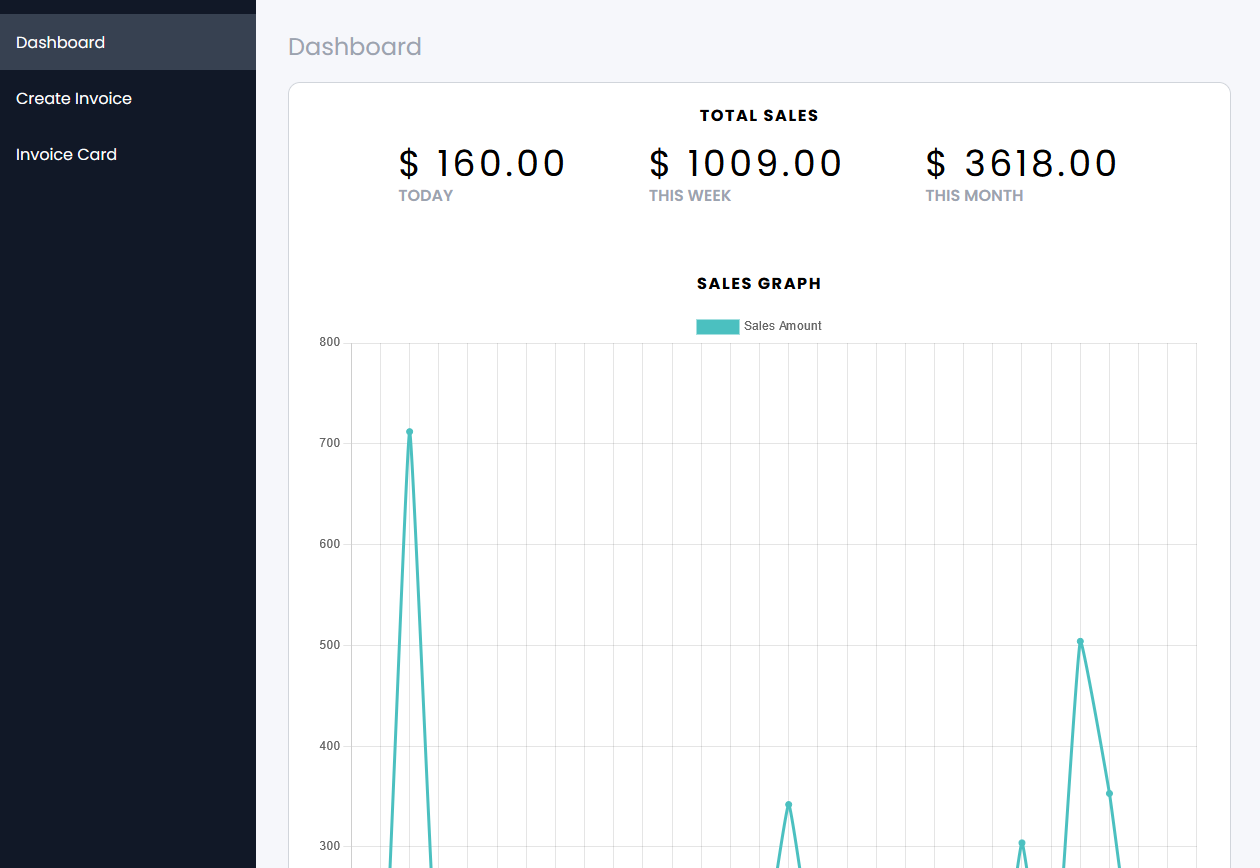 Dashboard
Create Invoice
Invoice Card
Dashboard
TOTAL SALES
$ 160.00
TODAY
$ 1009.00
THIS WEEK
$ 3618.00
THIS MONTH
SALES GRAPH
Sales Amount
800
700
600
500
400
300